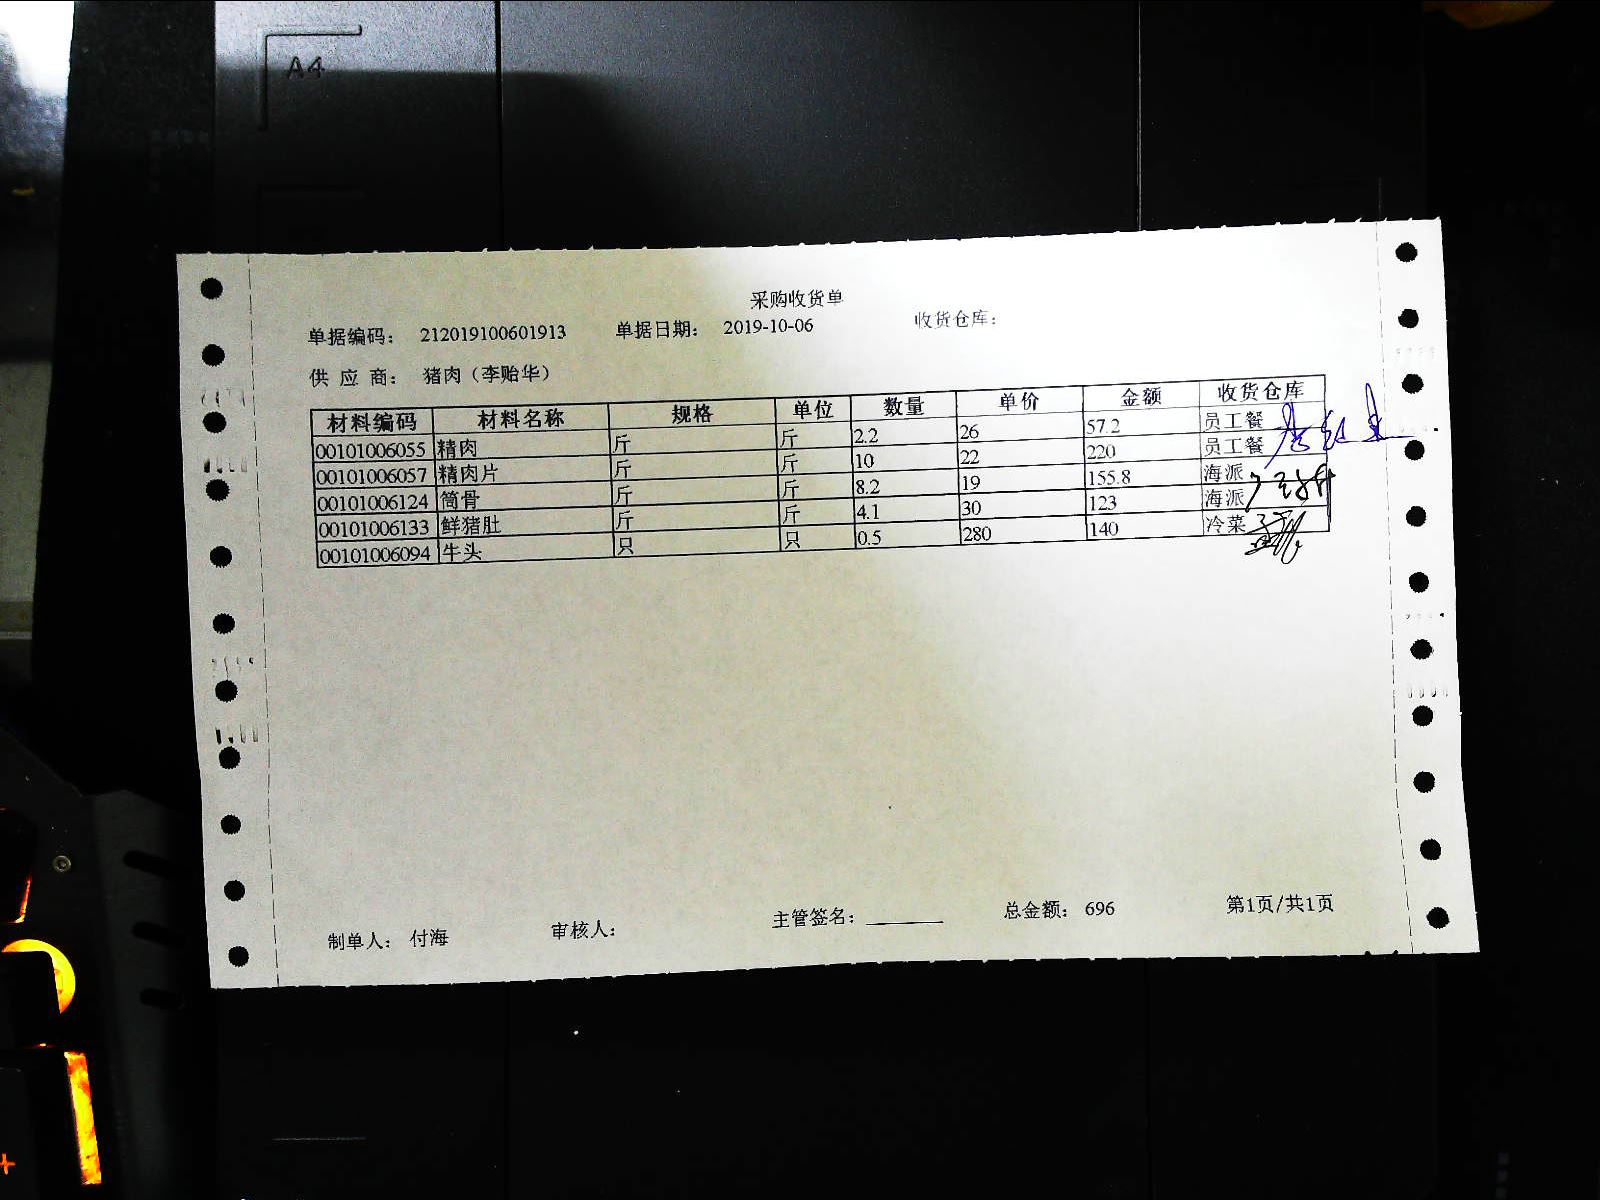 A4
采购收货单
单据编码： 212019100601913 单据日期： 2019-10-06 收货仓库：
供 应 商： 猪肉（李贻华）
材料编码 材料名称 规格 单位 数量 单价 金额 收货仓库
00101006055 精肉 斤 斤 2.2 26 57.2 员工餐
00101006057 精肉片 斤 斤 10 22 220 员工餐
00101006124 筒骨 斤 斤 8.2 19 155.8 海派
00101006133 鲜猪肚 斤 斤 4.1 30 123 海派
00101006094 牛头 只 只 0.5 280 140 冷菜
制单人： 付海 审核人： 主管签名： 总金额： 696 第1页/共1页